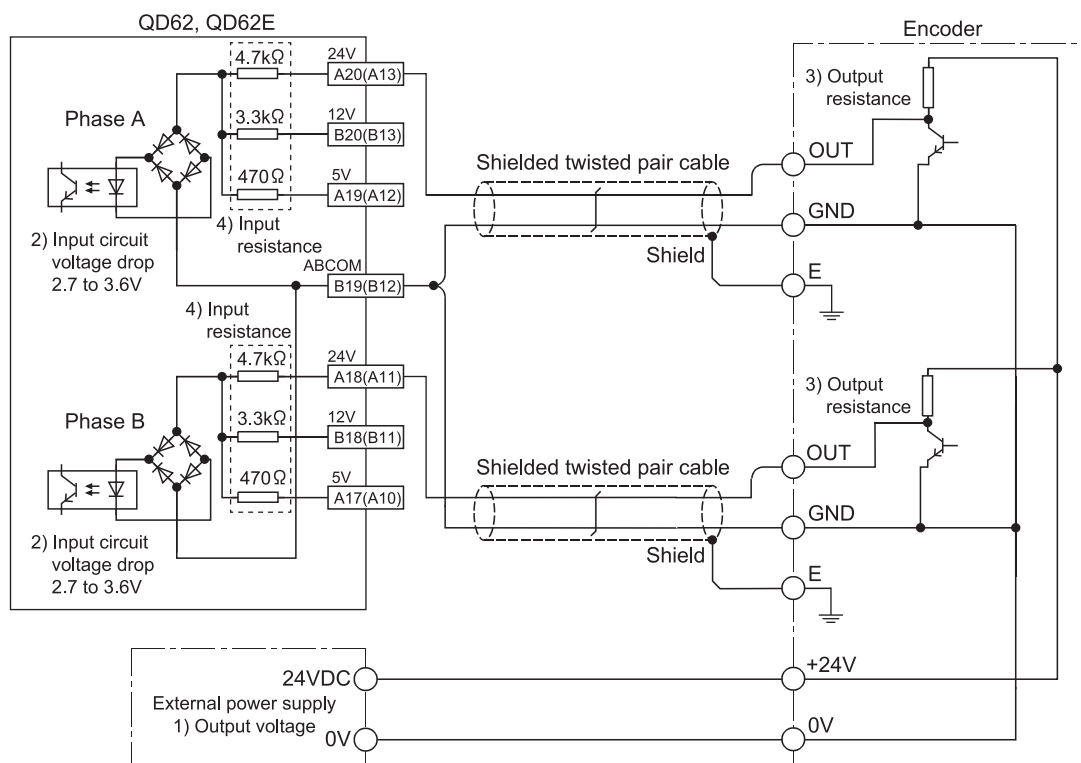 QD62, QD62E
Encoder
4.7kΩ
24V
A20(A13)
3) Output
resistance
Phase A
3.3kΩ
12V
B20(B13)
OUT
Shielded twisted pair cable
470Ω
5V
A19(A12)
4) Input
resistance
GND
2) Input circuit
voltage drop
2.7 to 3.6V
Shield
ABCOM
B19(B12)
E
4) Input
resistance
4.7kΩ
24V
A18(A11)
3) Output
resistance
Phase B
3.3kΩ
12V
B18(B11)
OUT
Shielded twisted pair cable
470Ω
5V
A17(A10)
GND
2) Input circuit
voltage drop
2.7 to 3.6V
Shield
E
24VDC
+24V
External power supply
1) Output voltage
0V
0V